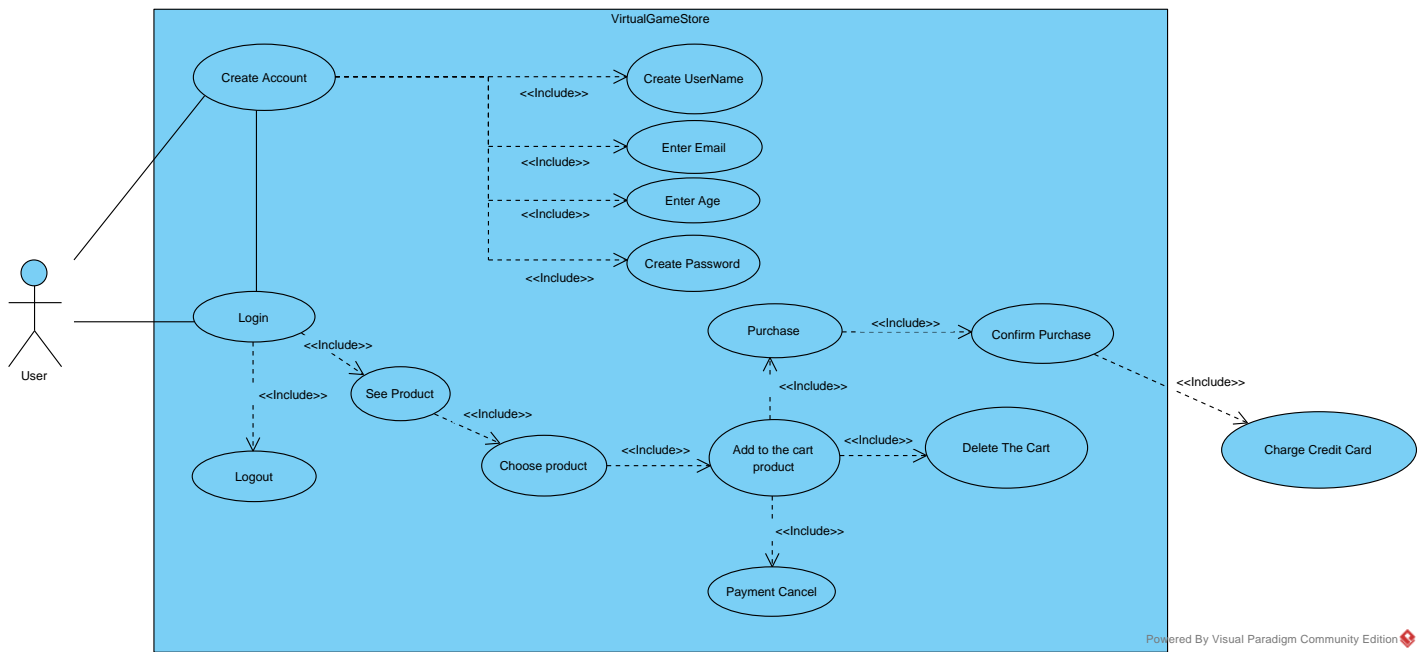 VirtualGameStore
Create Account
Create UserName
<<Include>>
Enter Email
<<Include>>
Enter Age
<<Include>>
Create Password
<<Include>>
User
Login
<<Include>>
See Product
<<Include>>
Logout
<<Include>>
Choose product
<<Include>>
Add to the cart
product
<<Include>>
Purchase
<<Include>>
Confirm Purchase
<<Include>>
Charge Credit Card
<<Include>>
Delete The Cart
<<Include>>
Payment Cancel
Powered By Visual Paradigm Community Edition